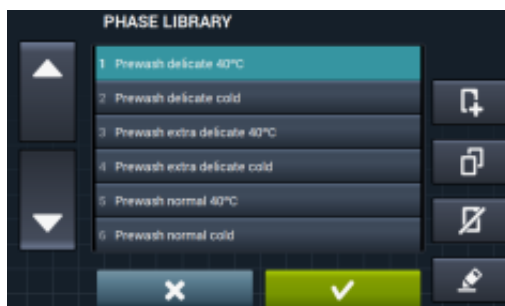 PHASE LIBRARY
1 Prewash delicate 40°C
2 Prewash delicate cold
3 Prewash extra delicate 40°C
4 Prewash extra delicate cold
5 Prewash normal 40°C
6 Prewash normal cold